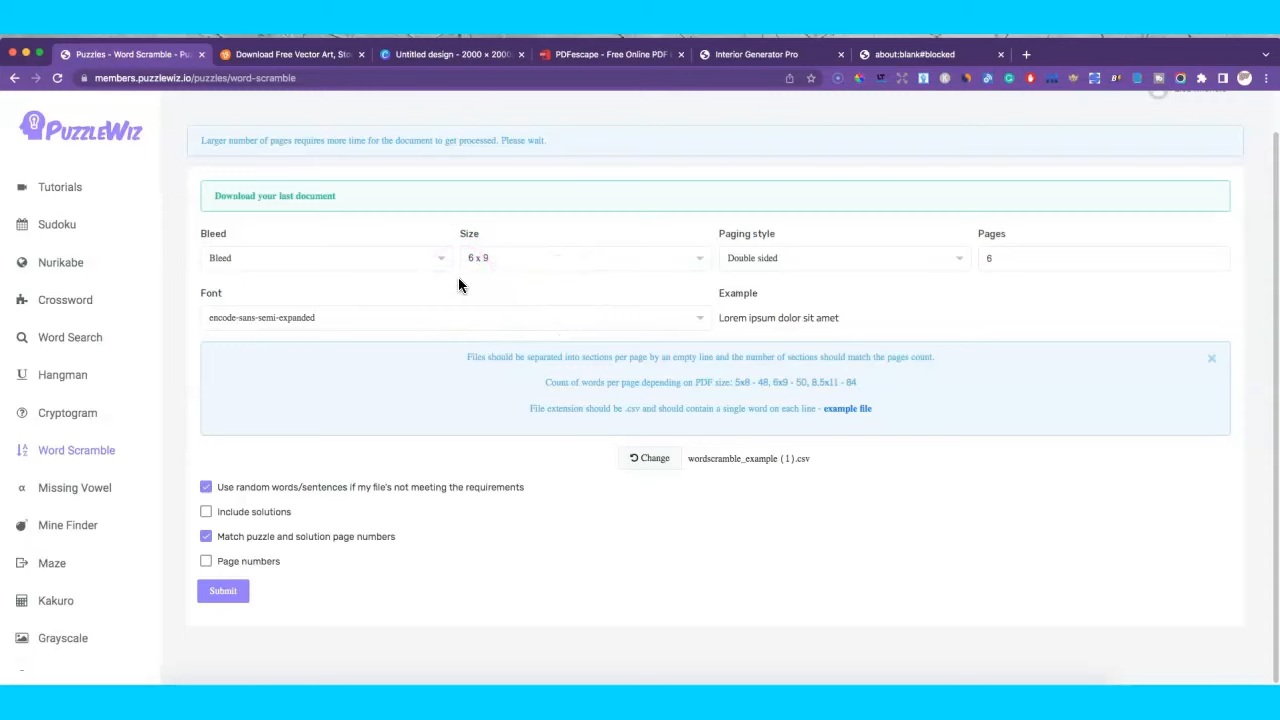 Puzzles - Word Scramble - Puz
Download Free Vector Art, Sto
Untitled design - 2000 × 2000
PDFescape - Free Online PDF
Interior Generator Pro
about:blank#blocked
members.puzzlewiz.io/puzzles/word-scramble
PUZZLEWIZ
Larger number of pages requires more time for the document to get processed. Please wait.
Tutorials
Download your last document
Sudoku
Bleed
Size
Paging style
Pages
Bleed
6 x 9
Double sided
6
Nurikabe
Font
Example
Crossword
encode-sans-semi-expanded
Lorem ipsum dolor sit amet
Word Search
Files should be separated into sections per page by an empty line and the number of sections should match the pages count.
Hangman
Count of words per page depending on PDF size: 5x8 - 48, 6x9 - 50, 8.5x11 - 84
Cryptogram
File extension should be .csv and should contain a single word on each line - example file
Word Scramble
Change
wordscramble_example (1).csv
Missing Vowel
Use random words/sentences if my file's not meeting the requirements
Include solutions
Mine Finder
Match puzzle and solution page numbers
Maze
Page numbers
Submit
Kakuro
Grayscale